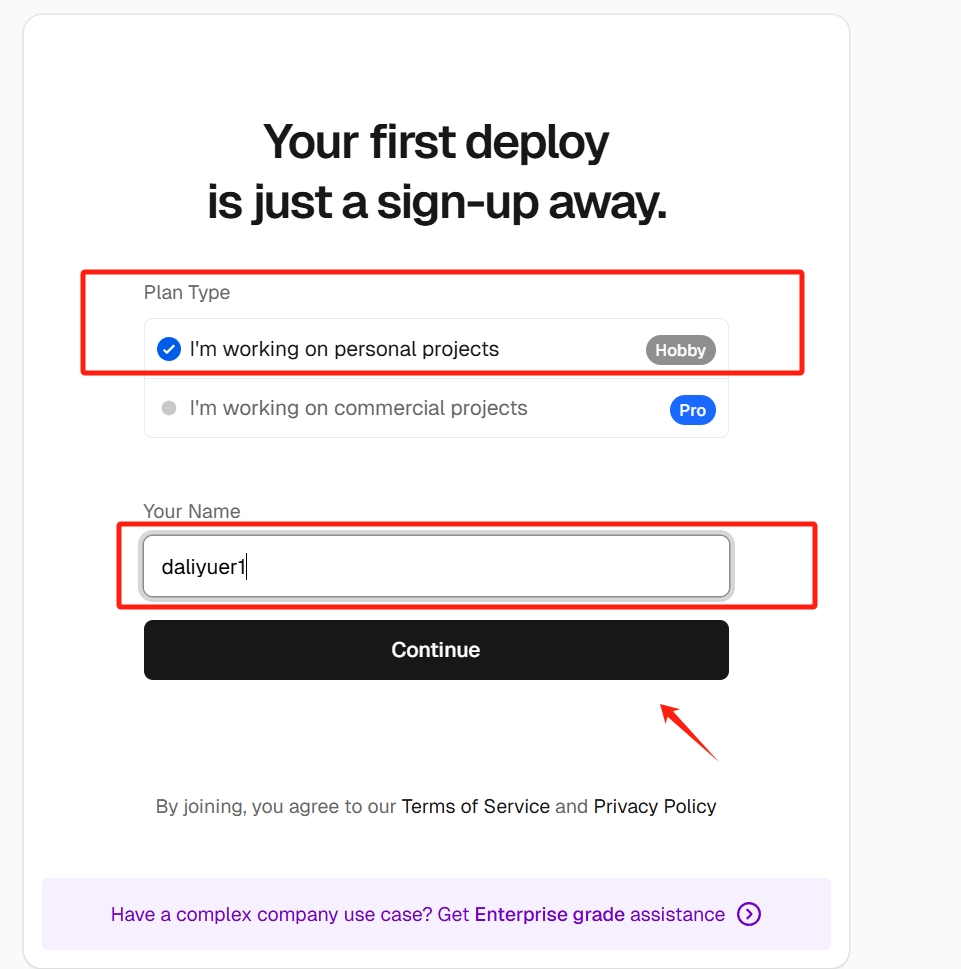 Your first deploy
is just a sign-up away.
Plan Type
I'm working on personal projects Hobby
I'm working on commercial projects Pro
Your Name
daliyuer1
Continue
By joining, you agree to our Terms of Service and Privacy Policy
Have a complex company use case? Get Enterprise grade assistance